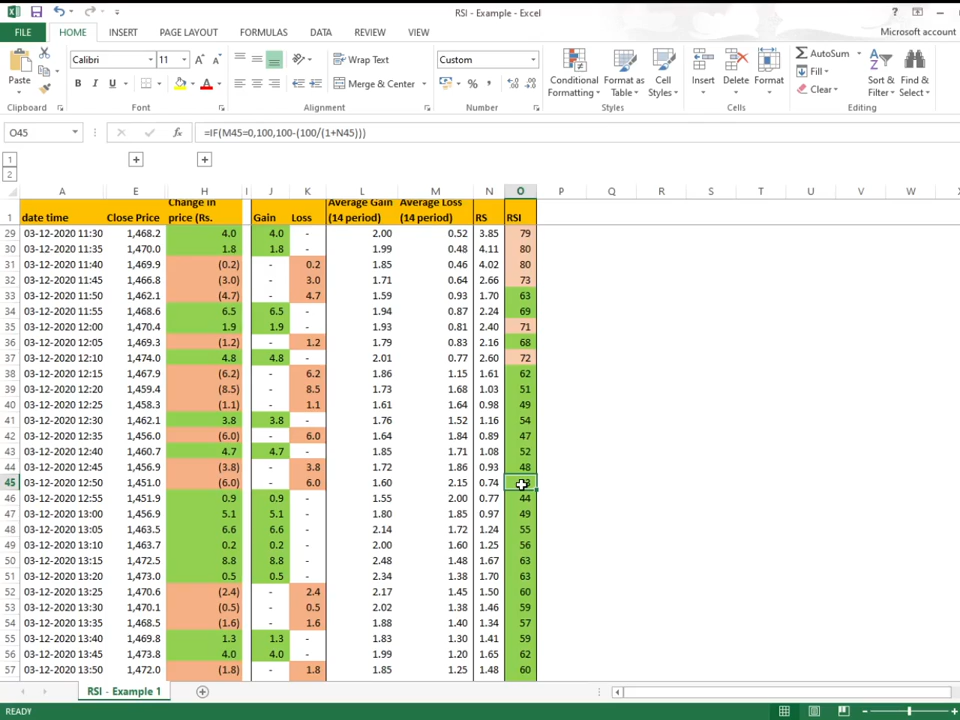 RSI - Example - Excel
FILE HOME INSERT PAGE LAYOUT FORMULAS DATA REVIEW VIEW Microsoft account
Paste Calibri 11 Wrap Text Custom Conditional Formatting Format as Table Cell Styles Insert Delete Format AutoSum Sort & Filter Find & Select
B I U Merge & Center % Fill Clear
Clipboard Font Alignment Number Styles Cells Editing
O45 fx =IF(M45=0,100,100-(100/(1+N45)))
1
2
A E H I J K L M N O P Q R S T U V W
1 date time Close Price Change in price (Rs. Gain Loss Average Gain (14 period) Average Loss (14 period) RS RSI
29 03-12-2020 11:30 1,468.2 4.0 4.0 - 2.00 0.52 3.85 79
30 03-12-2020 11:35 1,470.0 1.8 1.8 - 1.99 0.48 4.11 80
31 03-12-2020 11:40 1,469.9 (0.2) - 0.2 1.85 0.46 4.02 80
32 03-12-2020 11:45 1,466.8 (3.0) - 3.0 1.71 0.64 2.66 73
33 03-12-2020 11:50 1,462.1 (4.7) - 4.7 1.59 0.93 1.70 63
34 03-12-2020 11:55 1,468.6 6.5 6.5 - 1.94 0.87 2.24 69
35 03-12-2020 12:00 1,470.4 1.9 1.9 - 1.93 0.81 2.40 71
36 03-12-2020 12:05 1,469.3 (1.2) - 1.2 1.79 0.83 2.16 68
37 03-12-2020 12:10 1,474.0 4.8 4.8 - 2.01 0.77 2.60 72
38 03-12-2020 12:15 1,467.9 (6.2) - 6.2 1.86 1.15 1.61 62
39 03-12-2020 12:20 1,459.4 (8.5) - 8.5 1.73 1.68 1.03 51
40 03-12-2020 12:25 1,458.3 (1.1) - 1.1 1.61 1.64 0.98 49
41 03-12-2020 12:30 1,462.1 3.8 3.8 - 1.76 1.52 1.16 54
42 03-12-2020 12:35 1,456.0 (6.0) - 6.0 1.64 1.84 0.89 47
43 03-12-2020 12:40 1,460.7 4.7 4.7 - 1.85 1.71 1.08 52
44 03-12-2020 12:45 1,456.9 (3.8) - 3.8 1.72 1.86 0.93 48
45 03-12-2020 12:50 1,451.0 (6.0) - 6.0 1.60 2.15 0.74
46 03-12-2020 12:55 1,451.9 0.9 0.9 - 1.55 2.00 0.77 44
47 03-12-2020 13:00 1,456.9 5.1 5.1 - 1.80 1.85 0.97 49
48 03-12-2020 13:05 1,463.5 6.6 6.6 - 2.14 1.72 1.24 55
49 03-12-2020 13:10 1,463.7 0.2 0.2 - 2.00 1.60 1.25 56
50 03-12-2020 13:15 1,472.5 8.8 8.8 - 2.48 1.48 1.67 63
51 03-12-2020 13:20 1,473.0 0.5 0.5 - 2.34 1.38 1.70 63
52 03-12-2020 13:25 1,470.6 (2.4) - 2.4 2.17 1.45 1.50 60
53 03-12-2020 13:30 1,470.1 (0.5) - 0.5 2.02 1.38 1.46 59
54 03-12-2020 13:35 1,468.5 (1.6) - 1.6 1.88 1.40 1.34 57
55 03-12-2020 13:40 1,469.8 1.3 1.3 - 1.83 1.30 1.41 59
56 03-12-2020 13:45 1,473.8 4.0 4.0 - 1.99 1.20 1.65 62
57 03-12-2020 13:50 1,472.0 (1.8) - 1.8 1.85 1.25 1.48 60
RSI - Example 1
READY